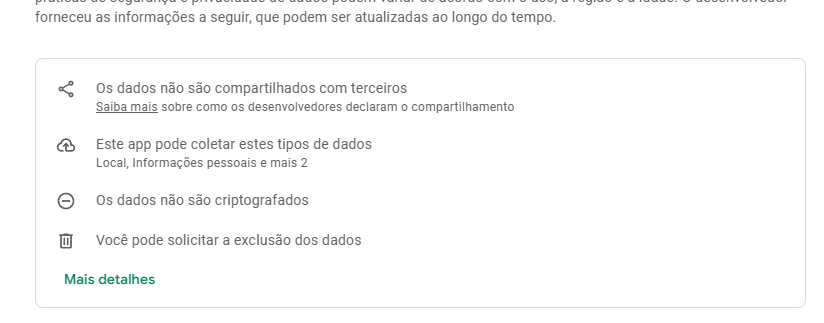 forneceu as informações a seguir, que podem ser atualizadas ao longo do tempo.
Os dados não são compartilhados com terceiros
Saiba mais sobre como os desenvolvedores declaram o compartilhamento
Este app pode coletar estes tipos de dados
Local, Informações pessoais e mais 2
Os dados não são criptografados
Você pode solicitar a exclusão dos dados
Mais detalhes